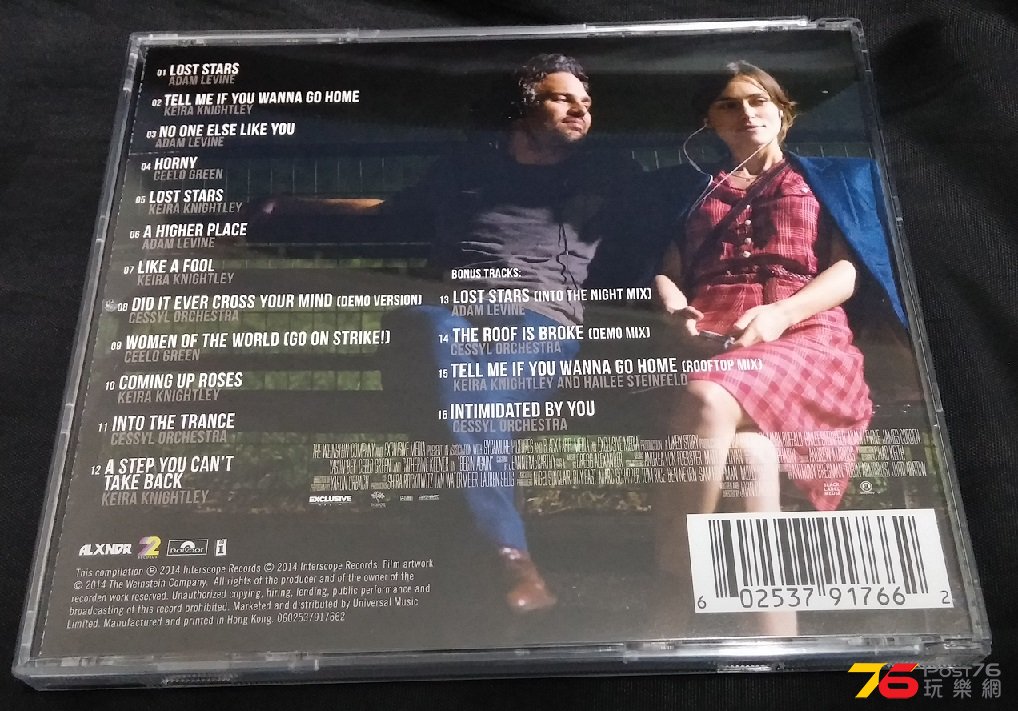 01 LOST STARS
ADAM LEVINE
02 TELL ME IF YOU WANNA GO HOME
KEIRA KNIGHTLEY
03 NO ONE ELSE LIKE YOU
ADAM LEVINE
04 HORNY
CEELO GREEN
05 LOST STARS
KEIRA KNIGHTLEY
06 A HIGHER PLACE
ADAM LEVINE
07 LIKE A FOOL
KEIRA KNIGHTLEY
08 DID IT EVER CROSS YOUR MIND (DEMO VERSION)
CESSYL ORCHESTRA
09 WOMEN OF THE WORLD (GO ON STRIKE!)
CEELO GREEN
10 COMING UP ROSES
KEIRA KNIGHTLEY
11 INTO THE TRANCE
CESSYL ORCHESTRA
12 A STEP YOU CAN'T
TAKE BACK
KEIRA KNIGHTLEY
BONUS TRACKS:
13 LOST STARS (INTO THE NIGHT MIX)
ADAM LEVINE
14 THE ROOF IS BROKE (DEMO MIX)
CESSYL ORCHESTRA
15 TELL ME IF YOU WANNA GO HOME (ROOFTOP MIX)
KEIRA KNIGHTLEY AND HAILEE STEINFELD
16 INTIMIDATED BY YOU
CESSYL ORCHESTRA
EXCLUSIVE
BLACK LABEL MEDIA
ALXNDR 22 Polydor
This compilation ℗ 2014 Interscope Records © 2014 Interscope Records. Film artwork
© 2014 The Weinstein Company. All rights of the producer and of the owner of the
recorded work reserved. Unauthorized copying, hiring, lending, public performance and
broadcasting of this record prohibited. Marketed and distributed by Universal Music
Limited. Manufactured and printed in Hong Kong. 0602537917662
6 02537 91766 2
76 POST76
玩樂網